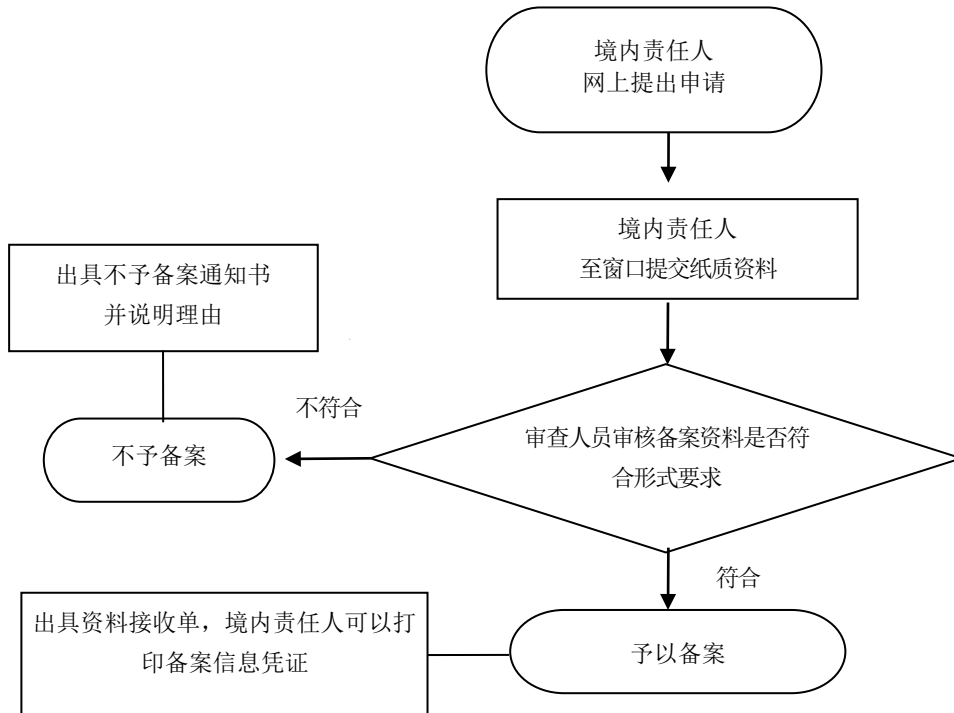 境内责任人
网上提出申请
境内责任人
至窗口提交纸质资料
出具不予备案通知书
并说明理由
不符合
不予备案
审查人员审核备案资料是否符
合形式要求
符合
出具资料接收单，境内责任人可以打
印备案信息凭证
予以备案